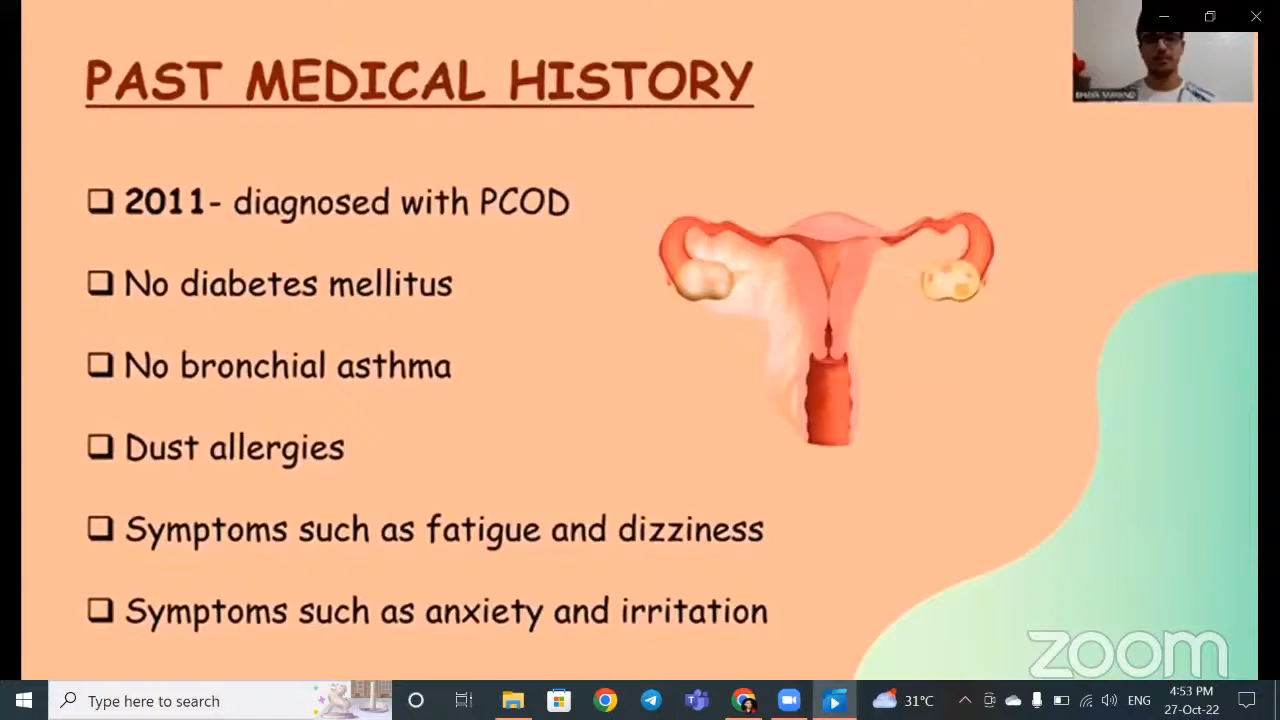 PAST MEDICAL HISTORY
2011- diagnosed with PCOD
No diabetes mellitus
No bronchial asthma
Dust allergies
Symptoms such as fatigue and dizziness
Symptoms such as anxiety and irritation
zoom
Type here to search
31°C
ENG
4:53 PM
27-Oct-22